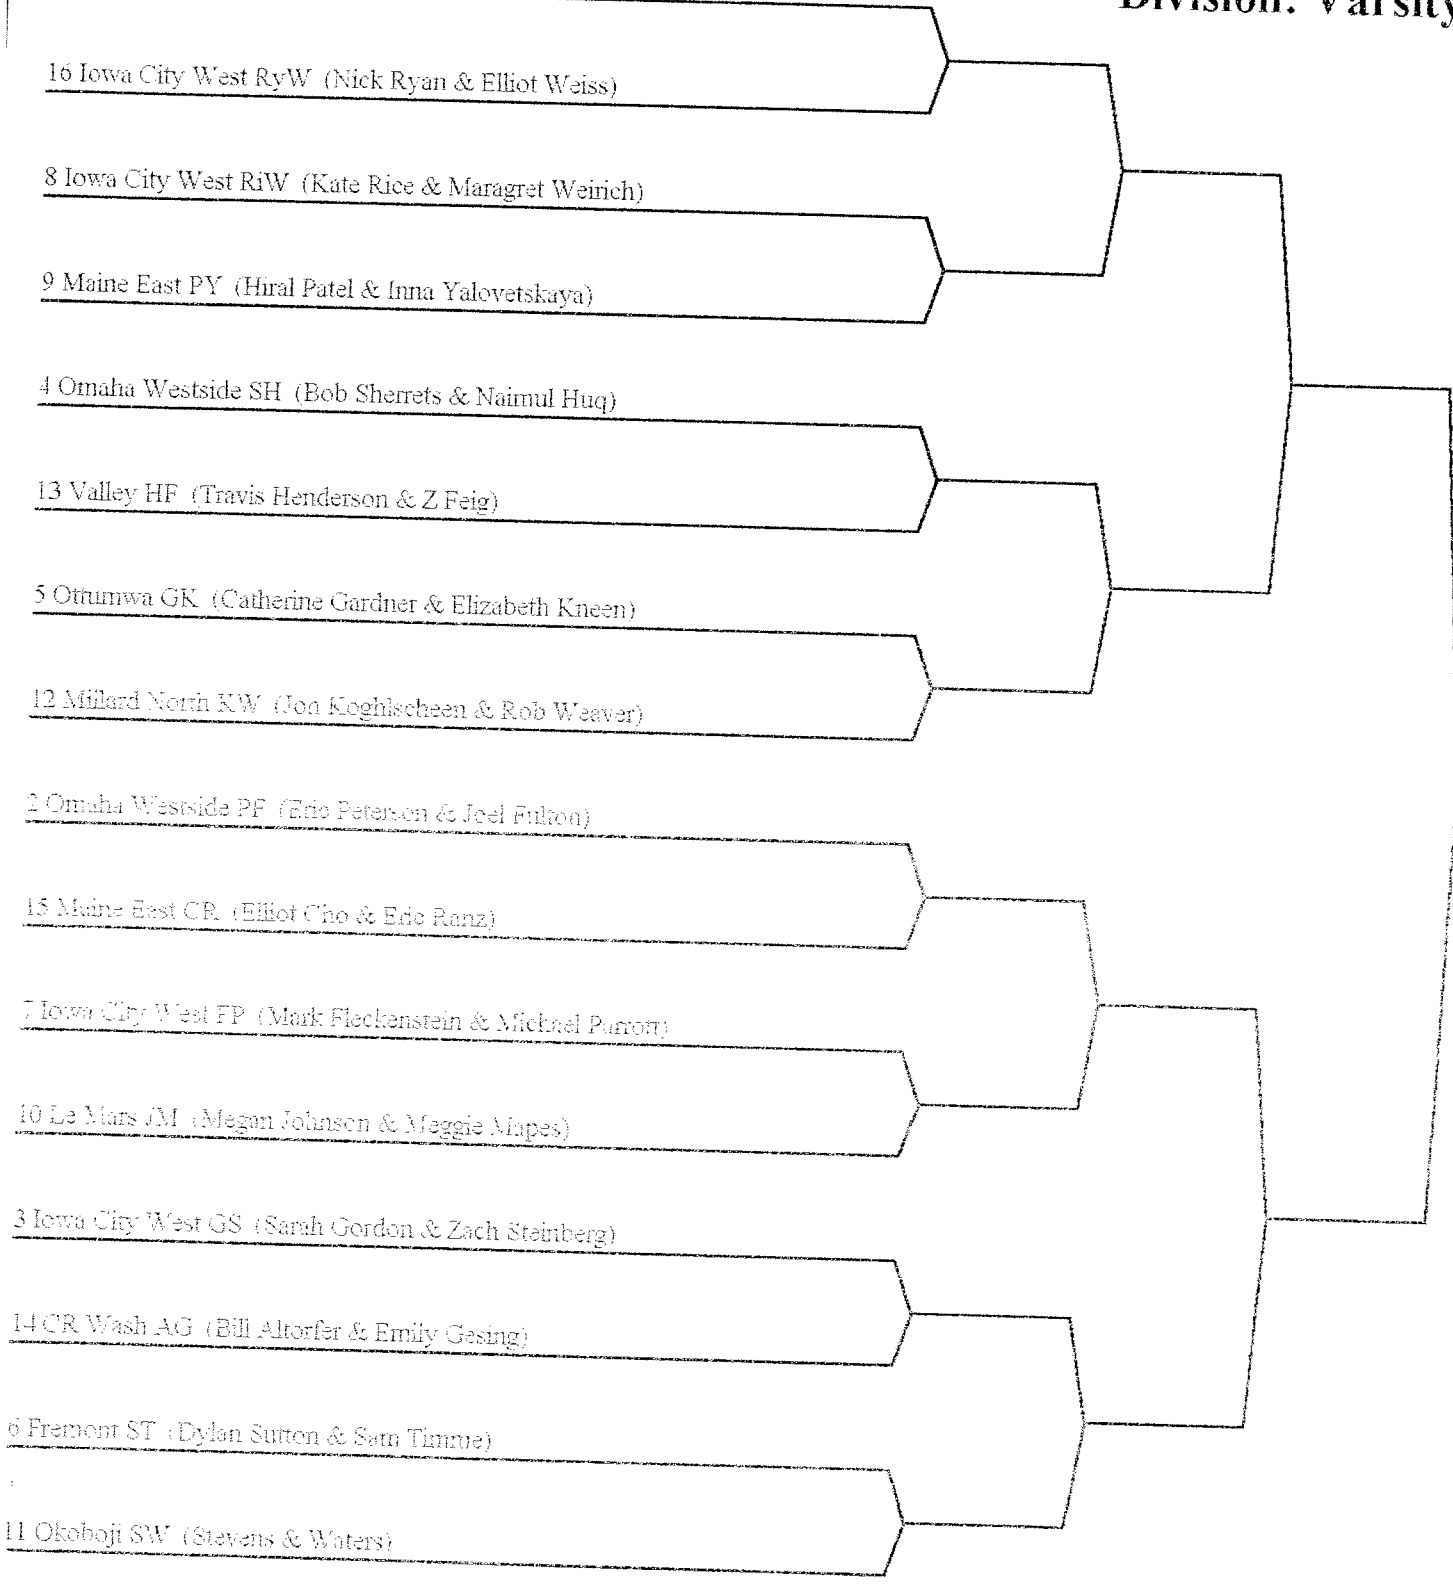 Division: Varsity
16 Iowa City West RyW (Nick Ryan & Elliot Weiss)
8 Iowa City West RiW (Kate Rice & Maragret Weirich)
9 Maine East PY (Hiral Patel & Inna Yalovetskaya)
4 Omaha Westside SH (Bob Sherrets & Naimul Huq)
13 Valley HF (Travis Henderson & Z Feig)
5 Ottumwa GK (Catherine Gardner & Elizabeth Kneen)
12 Millard North KW (Jon Koghlscheen & Rob Weaver)
2 Omaha Westside PF (Eric Peterson & Joel Fulton)
15 Maine East CR (Elliot Cho & Eric Ranz)
7 Iowa City West FP (Mark Fleckenstein & Michael Parrott)
10 Le Mars JM (Megan Johnson & Meggie Mapes)
3 Iowa City West GS (Sarah Gordon & Zach Steinberg)
14 CR Wash AG (Bill Altorfer & Emily Gesing)
6 Fremont ST (Dylan Sutton & Sam Timme)
11 Okoboji SW (Stevens & Waters)